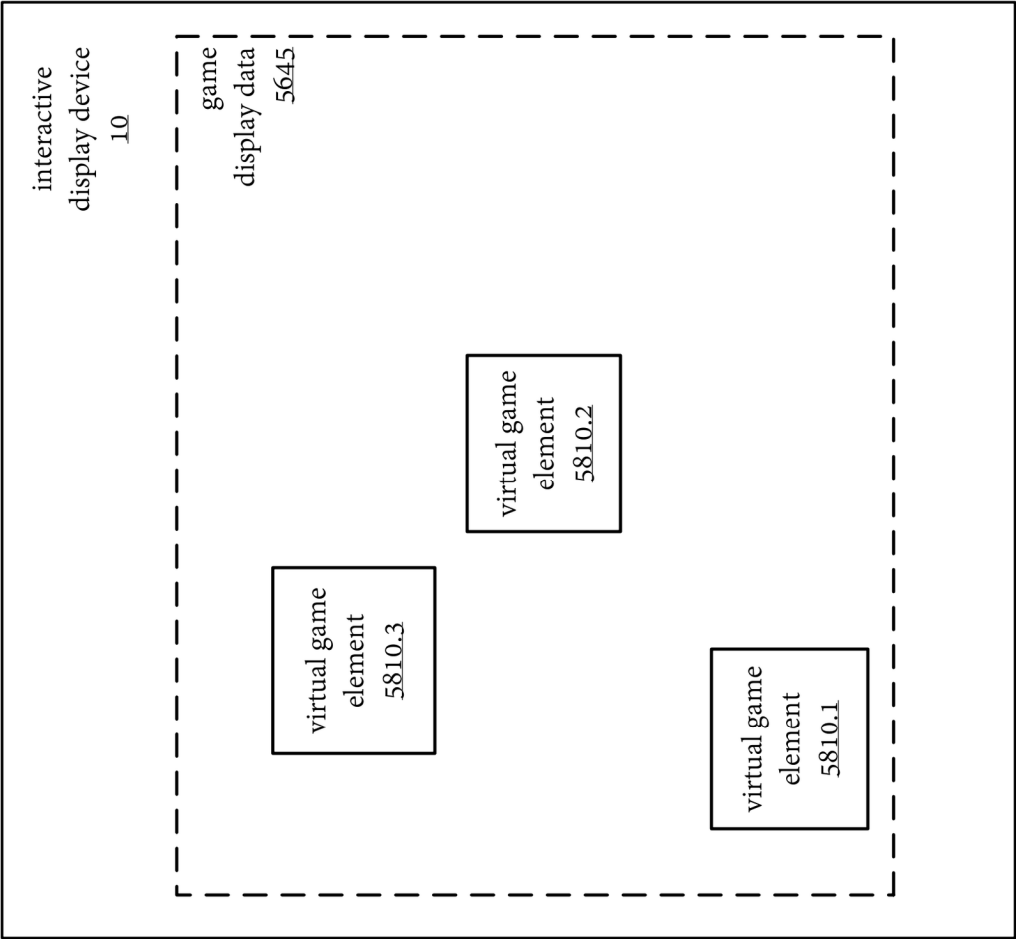 interactive
display device
10
game
display data
5645
virtual game
element
5810.3
virtual game
element
5810.2
virtual game
element
5810.1